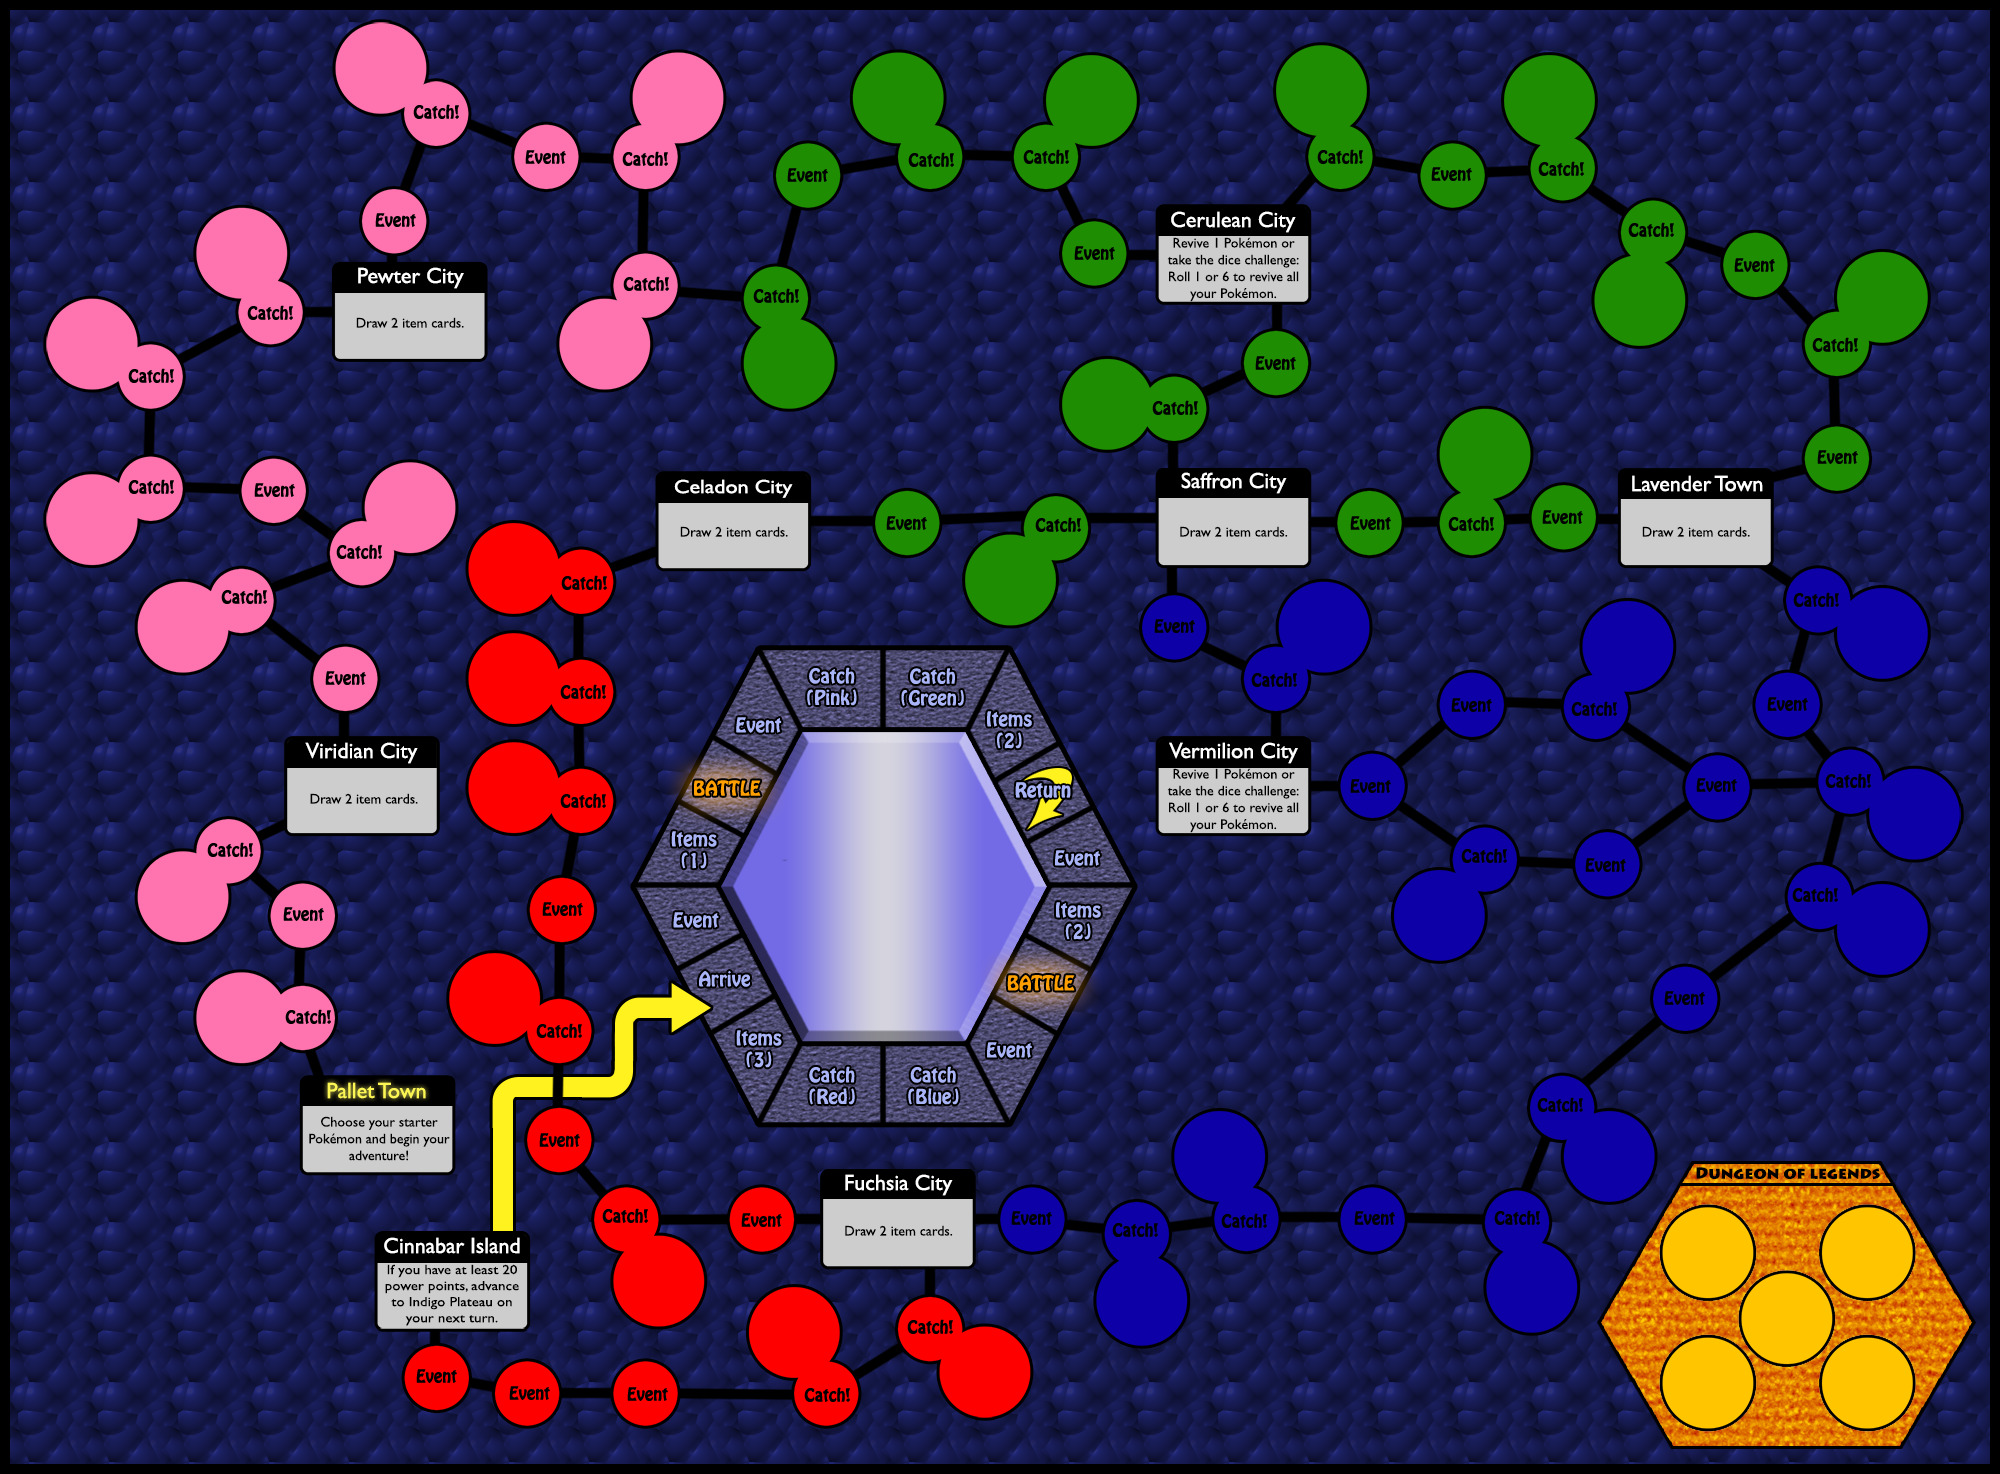 Catch!
Event
Catch!
Event
Catch!
Event
Catch!
Catch!
Event
Catch!
Event
Catch!
Cerulean City
Revive 1 Pokémon or
take the dice challenge:
Roll 1 or 6 to revive all
your Pokémon.
Catch!
Event
Event
Pewter City
Draw 2 item cards.
Catch!
Catch!
Catch!
Catch!
Event
Catch!
Event
Catch!
Catch!
Event
Catch!
Event
Celadon City
Draw 2 item cards.
Event
Catch!
Saffron City
Draw 2 item cards.
Event
Catch!
Event
Lavender Town
Draw 2 item cards.
Catch!
Catch!
Catch!
Event
Catch!
Event
Catch!
Event
Catch!
Event
Catch!
Event
Viridian City
Draw 2 item cards.
Catch!
Catch
(Pink)
Catch
(Green)
Event
Items
(2)
BATTLE
Return
Items
(1)
Event
Event
Items
(2)
Arrive
BATTLE
Items
(3)
Event
Catch
(Red)
Catch
(Blue)
Vermilion City
Revive 1 Pokémon or
take the dice challenge:
Roll 1 or 6 to revive all
your Pokémon.
Event
Event
Catch!
Catch!
Event
Catch!
Event
Event
Catch!
Catch!
Event
Catch!
Event
Pallet Town
Choose your starter
Pokémon and begin your
adventure!
Event
Catch!
Event
Catch!
Fuchsia City
Draw 2 item cards.
Event
Catch!
Catch!
Event
Catch!
Dungeon of legends
Cinnabar Island
If you have at least 20
power points, advance
to Indigo Plateau on
your next turn.
Catch!
Event
Event
Event
Catch!